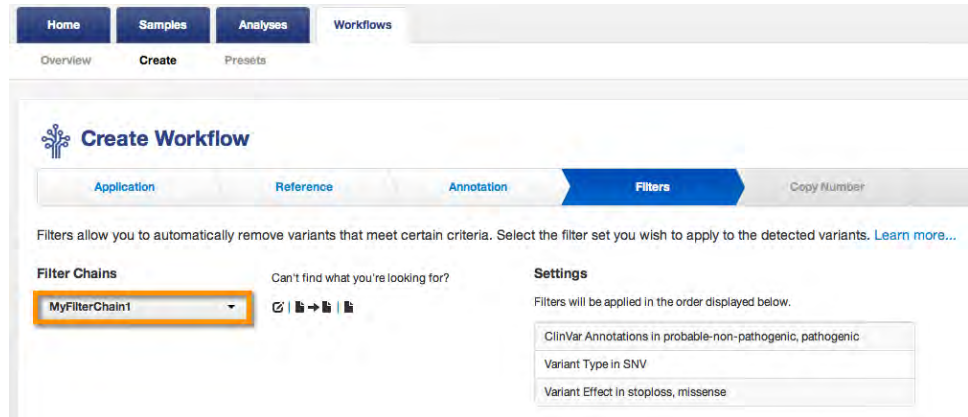 Home Samples Analyses Workflows
Overview Create Presets
Create Workflow
Application Reference Annotation Filters Copy Number
Filters allow you to automatically remove variants that meet certain criteria. Select the filter set you wish to apply to the detected variants. Learn more...
Filter Chains Can't find what you're looking for? Settings
MyFilterChain1 Filters will be applied in the order displayed below.
ClinVar Annotations in probable-non-pathogenic, pathogenic
Variant Type in SNV
Variant Effect in stoploss, missense